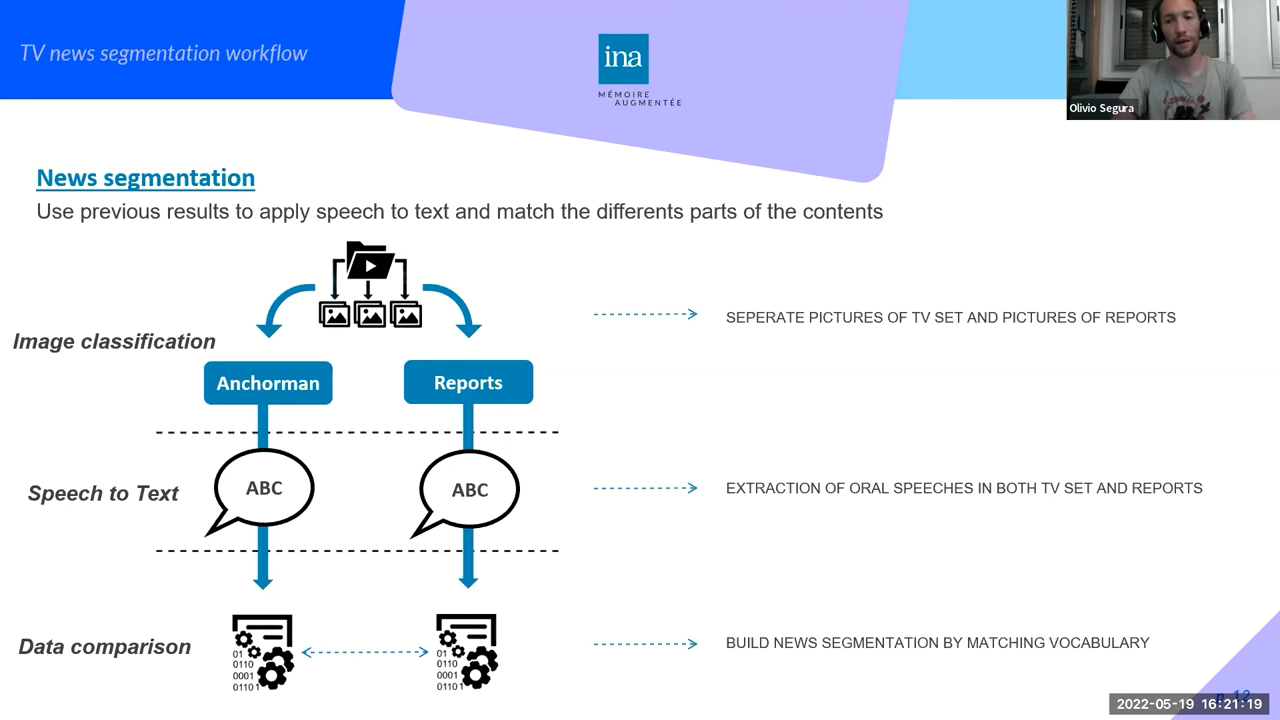 TV news segmentation workflow
ina
MÉMOIRE
AUGMENTÉE
Olivio Segura
News segmentation
Use previous results to apply speech to text and match the differents parts of the contents
Image classification
SEPERATE PICTURES OF TV SET AND PICTURES OF REPORTS
Anchorman
Reports
Speech to Text
ABC
ABC
EXTRACTION OF ORAL SPEECHES IN BOTH TV SET AND REPORTS
Data comparison
01
0110
0001
01101
01
0110
0001
01101
BUILD NEWS SEGMENTATION BY MATCHING VOCABULARY
p. 12
2022-05-19 16:21:19